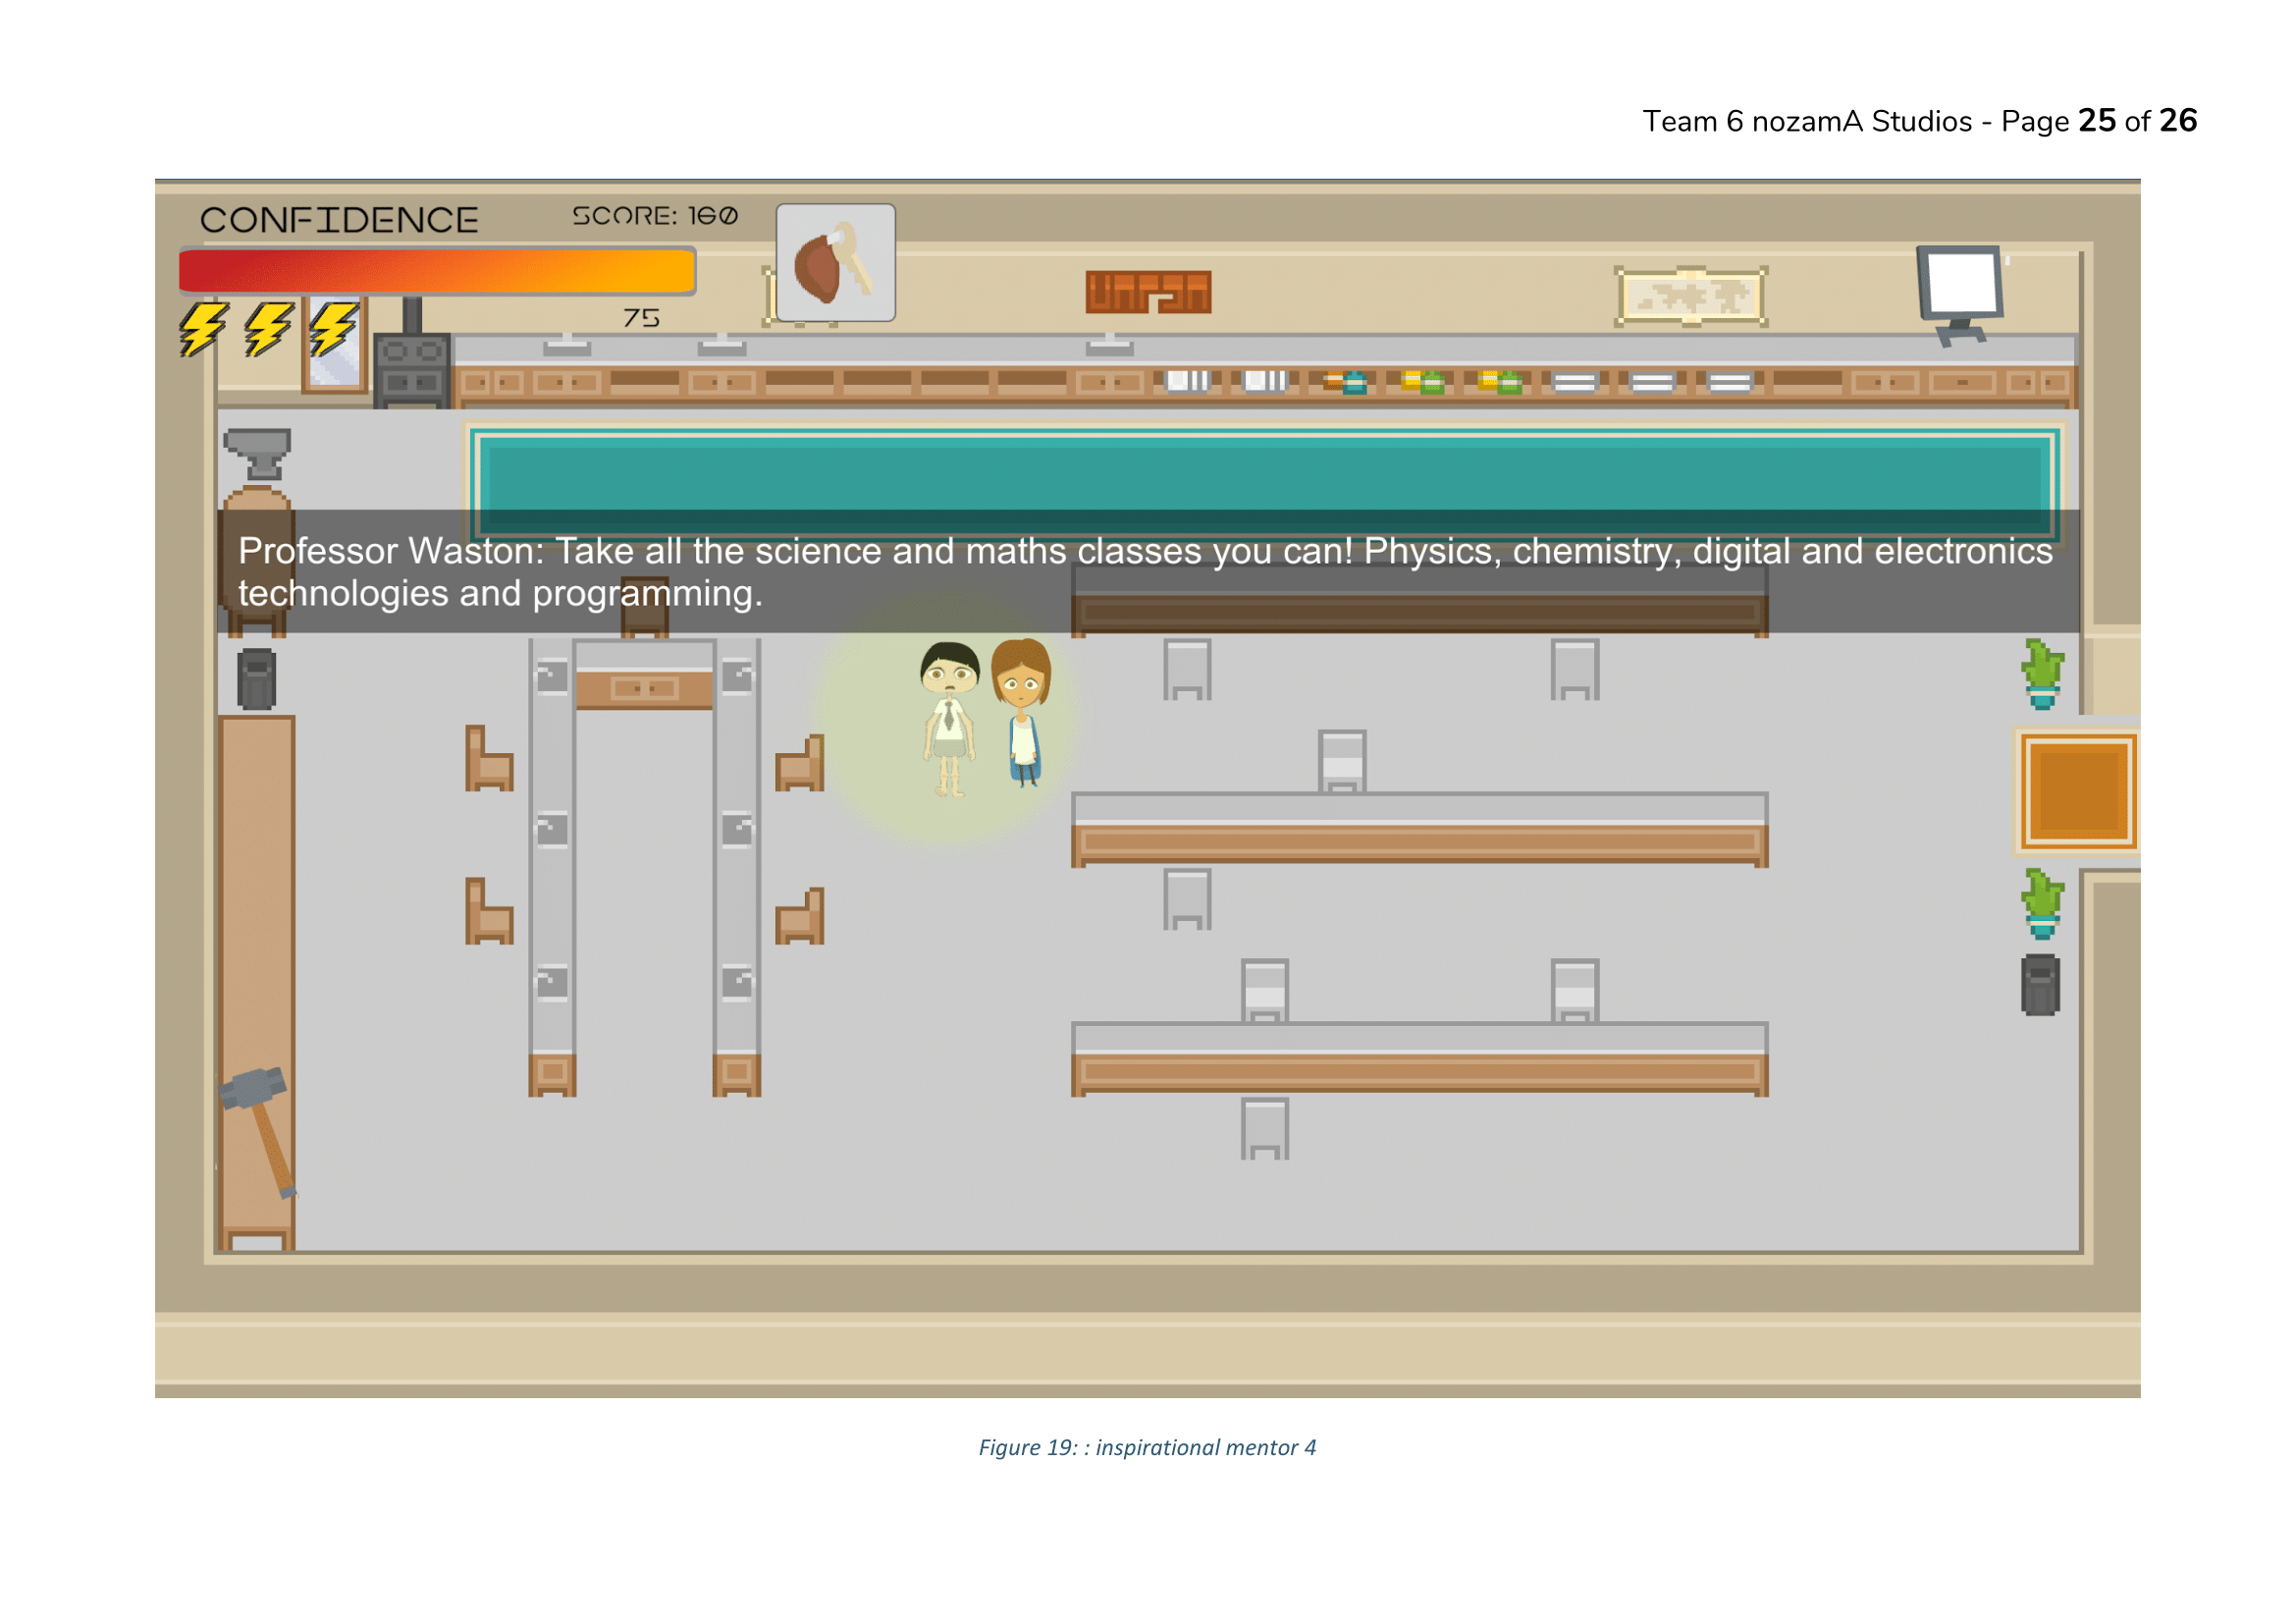 Team 6 nozamA Studios - Page 25 of 26
CONFIDENCE
SCORE: 160
75
Professor Waston: Take all the science and maths classes you can! Physics, chemistry, digital and electronics
technologies and programming.
Figure 19: : inspirational mentor 4